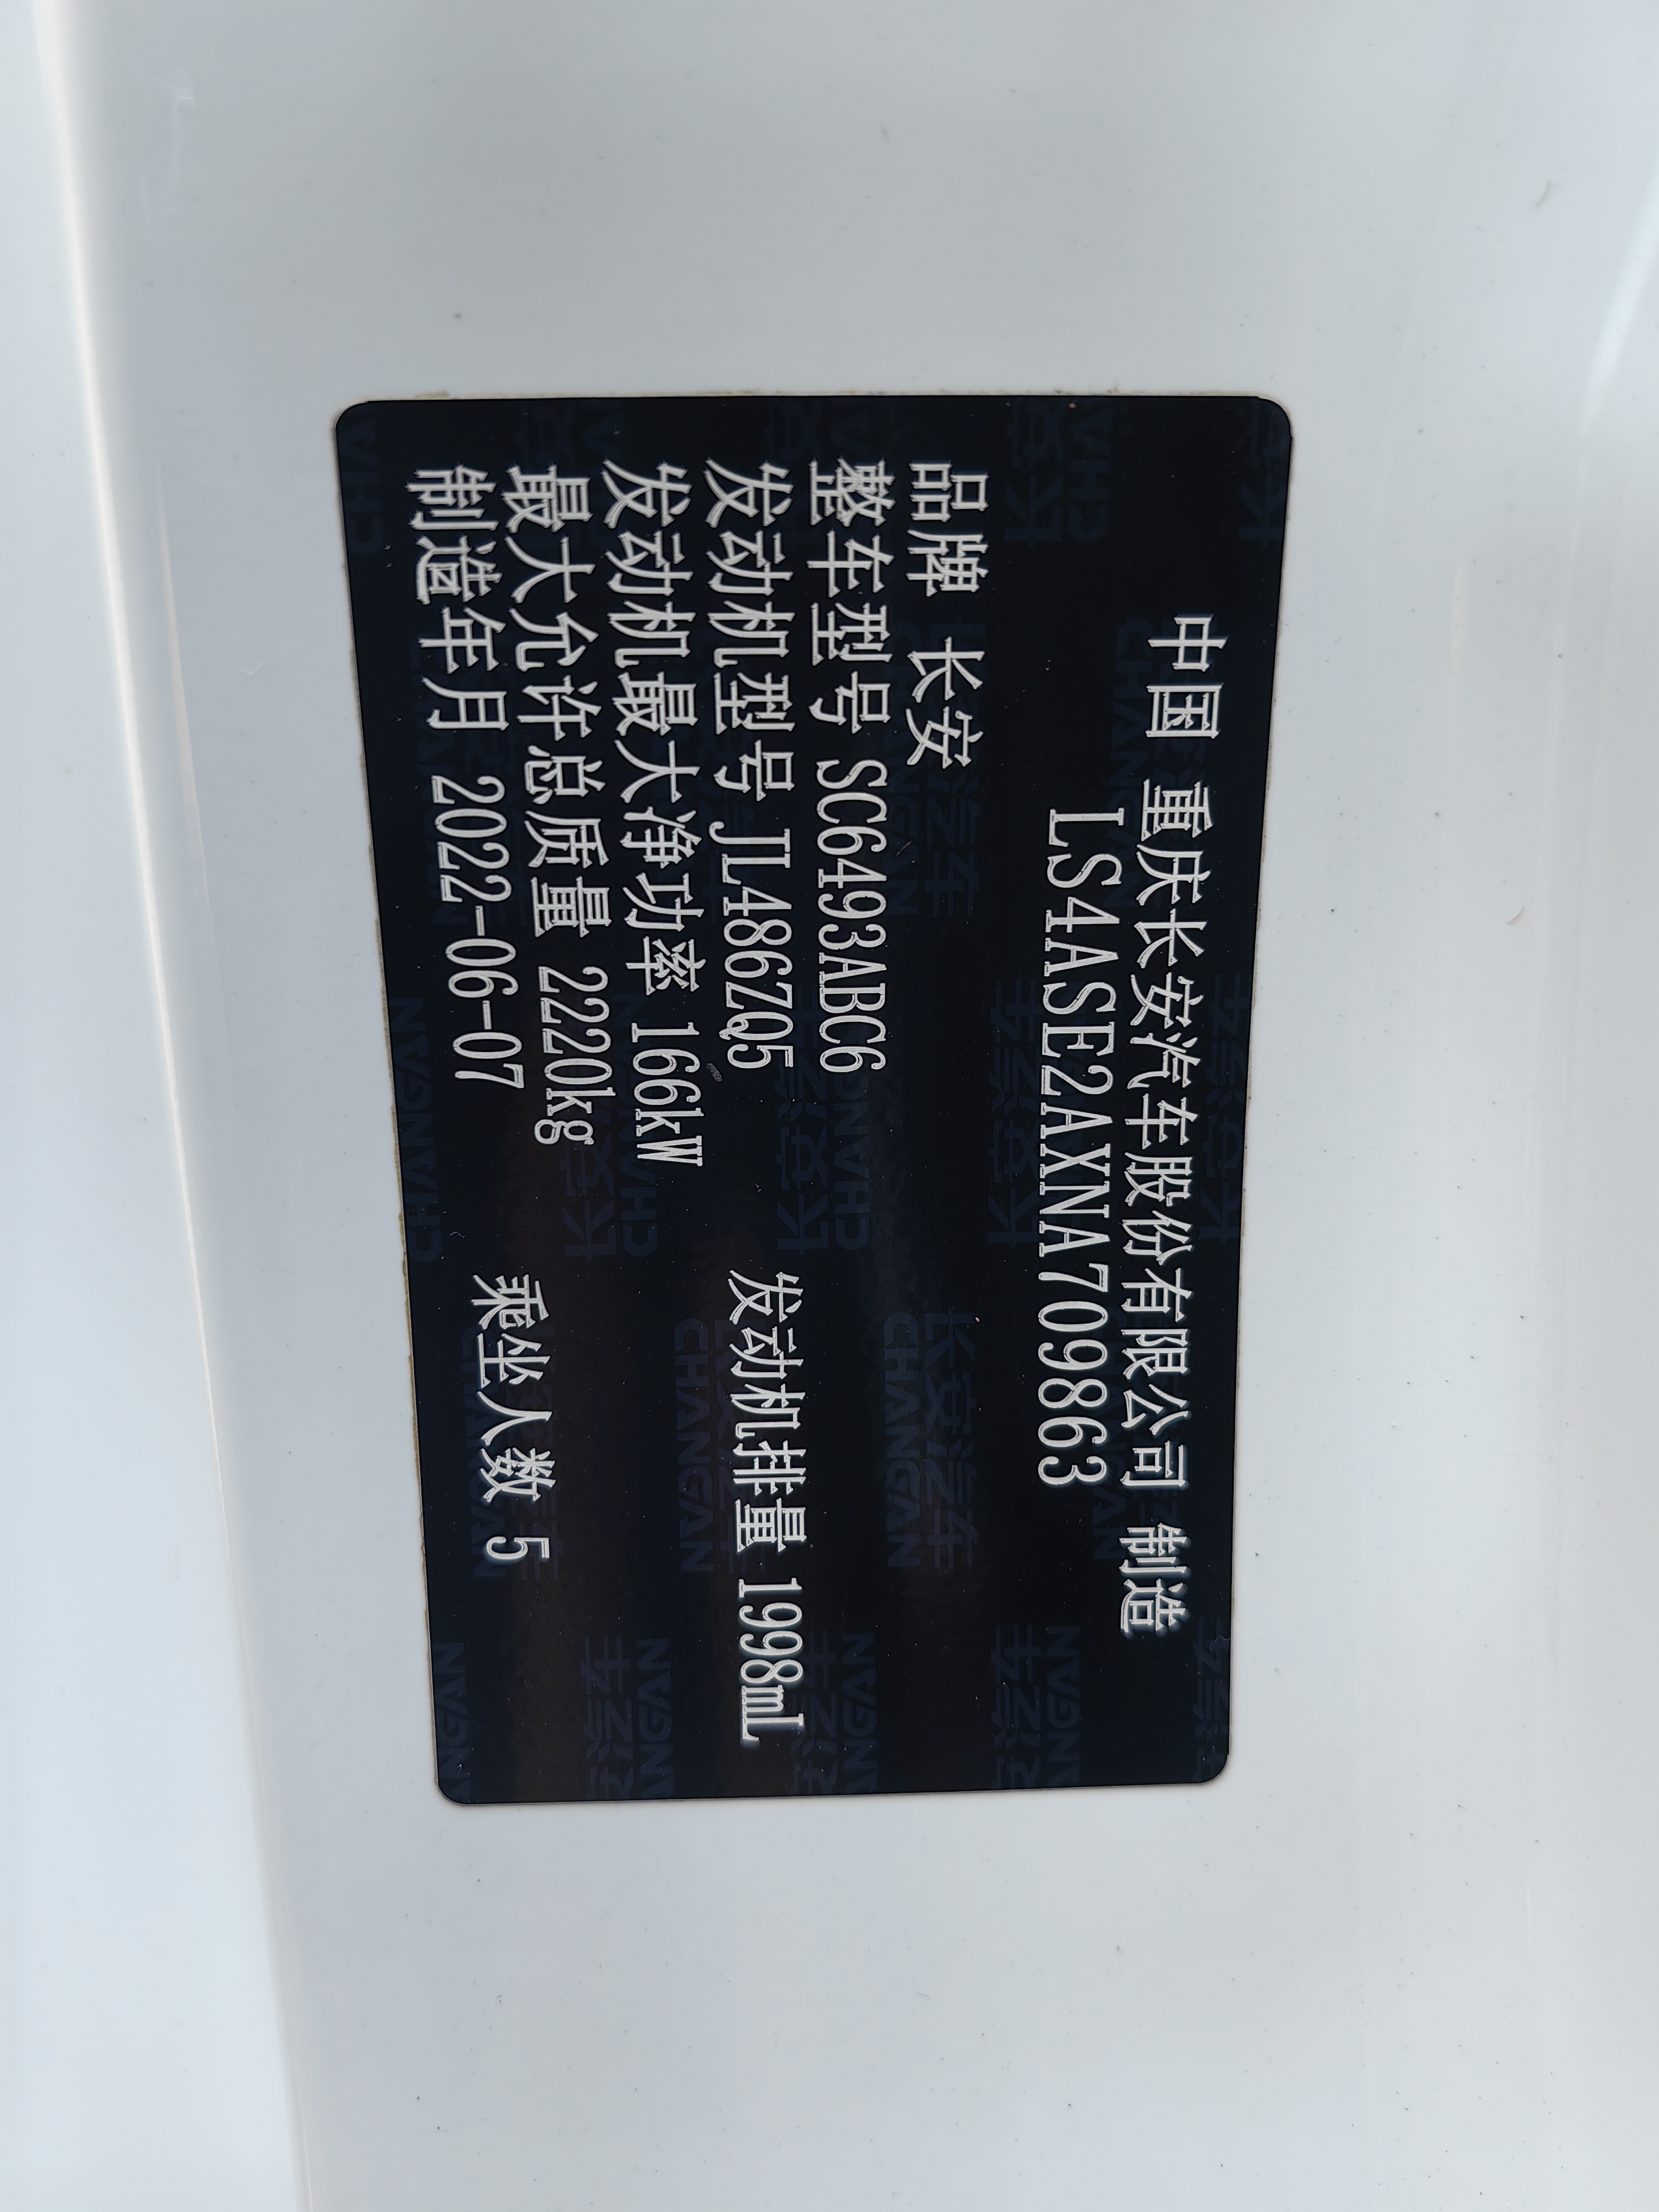 中国 重庆长安汽车股份有限公司 制造
LS4ASE2AXNA709863
品牌 长安
整车型号 SC6493ABC6
发动机型号 JL486ZQ5 发动机排量 1998mL
发动机最大净功率 166kW
最大允许总质量 2220kg
制造年月 2022-06-07 乘坐人数 5